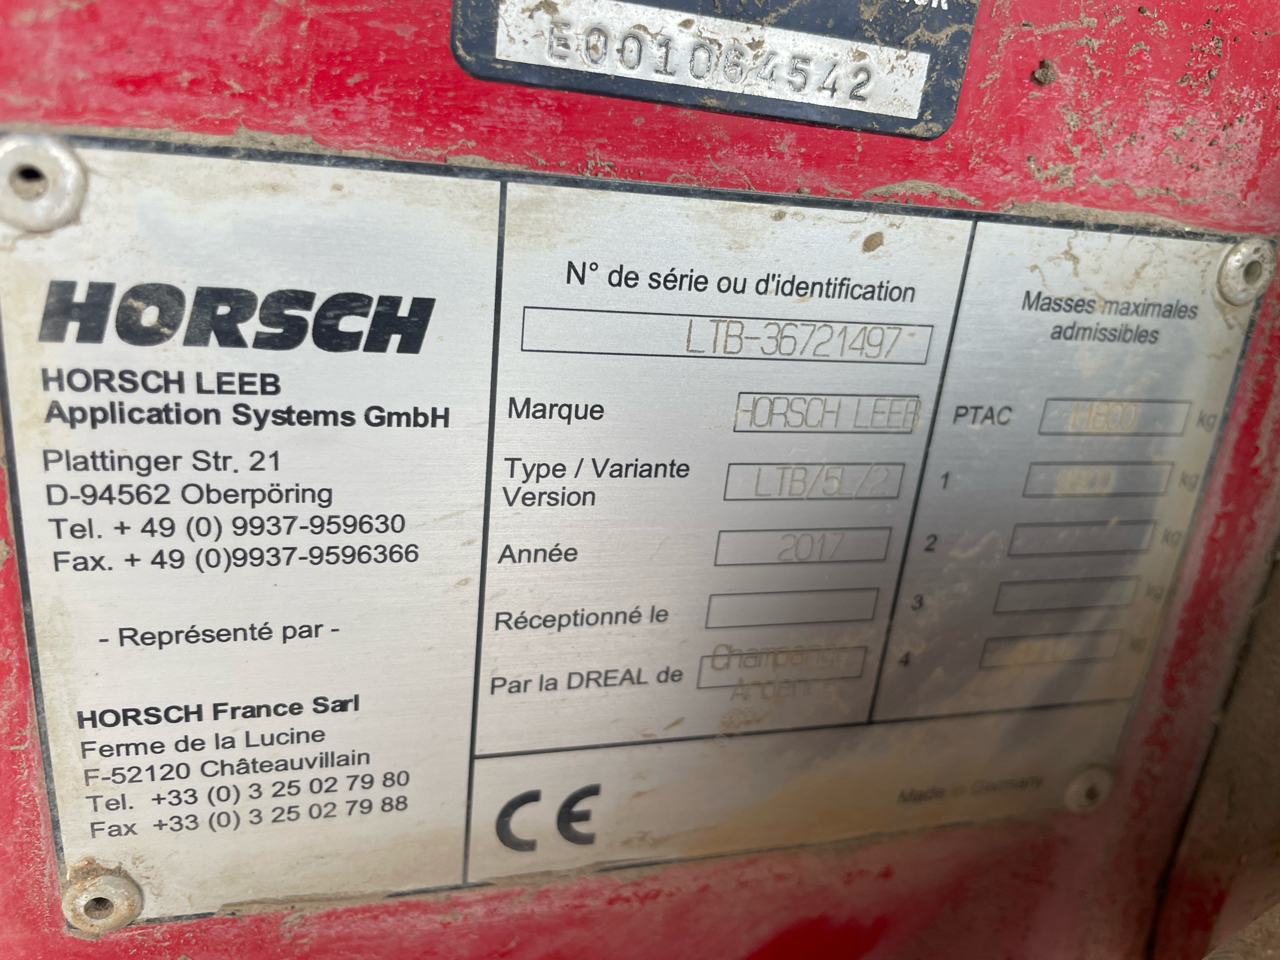 E001064542
HORSCH
HORSCH LEEB
Application Systems GmbH
Plattinger Str. 21
D-94562 Oberpöring
Tel. + 49 (0) 9937-959630
Fax. + 49 (0)9937-9596366
- Représenté par -
HORSCH France Sarl
Ferme de la Lucine
F-52120 Châteauvillain
Tel. +33 (0) 3 25 02 79 80
Fax +33 (0) 3 25 02 79 88
N° de série ou d'identification
LTB-36721497
Marque HORSCH LEEB
Type / Variante
Version LTB/5L/2
Année 2017
Réceptionné le
Par la DREAL de
Masses maximales
admissibles
PTAC kg
1 kg
2 kg
3 kg
4 kg
CE
Made in Germany